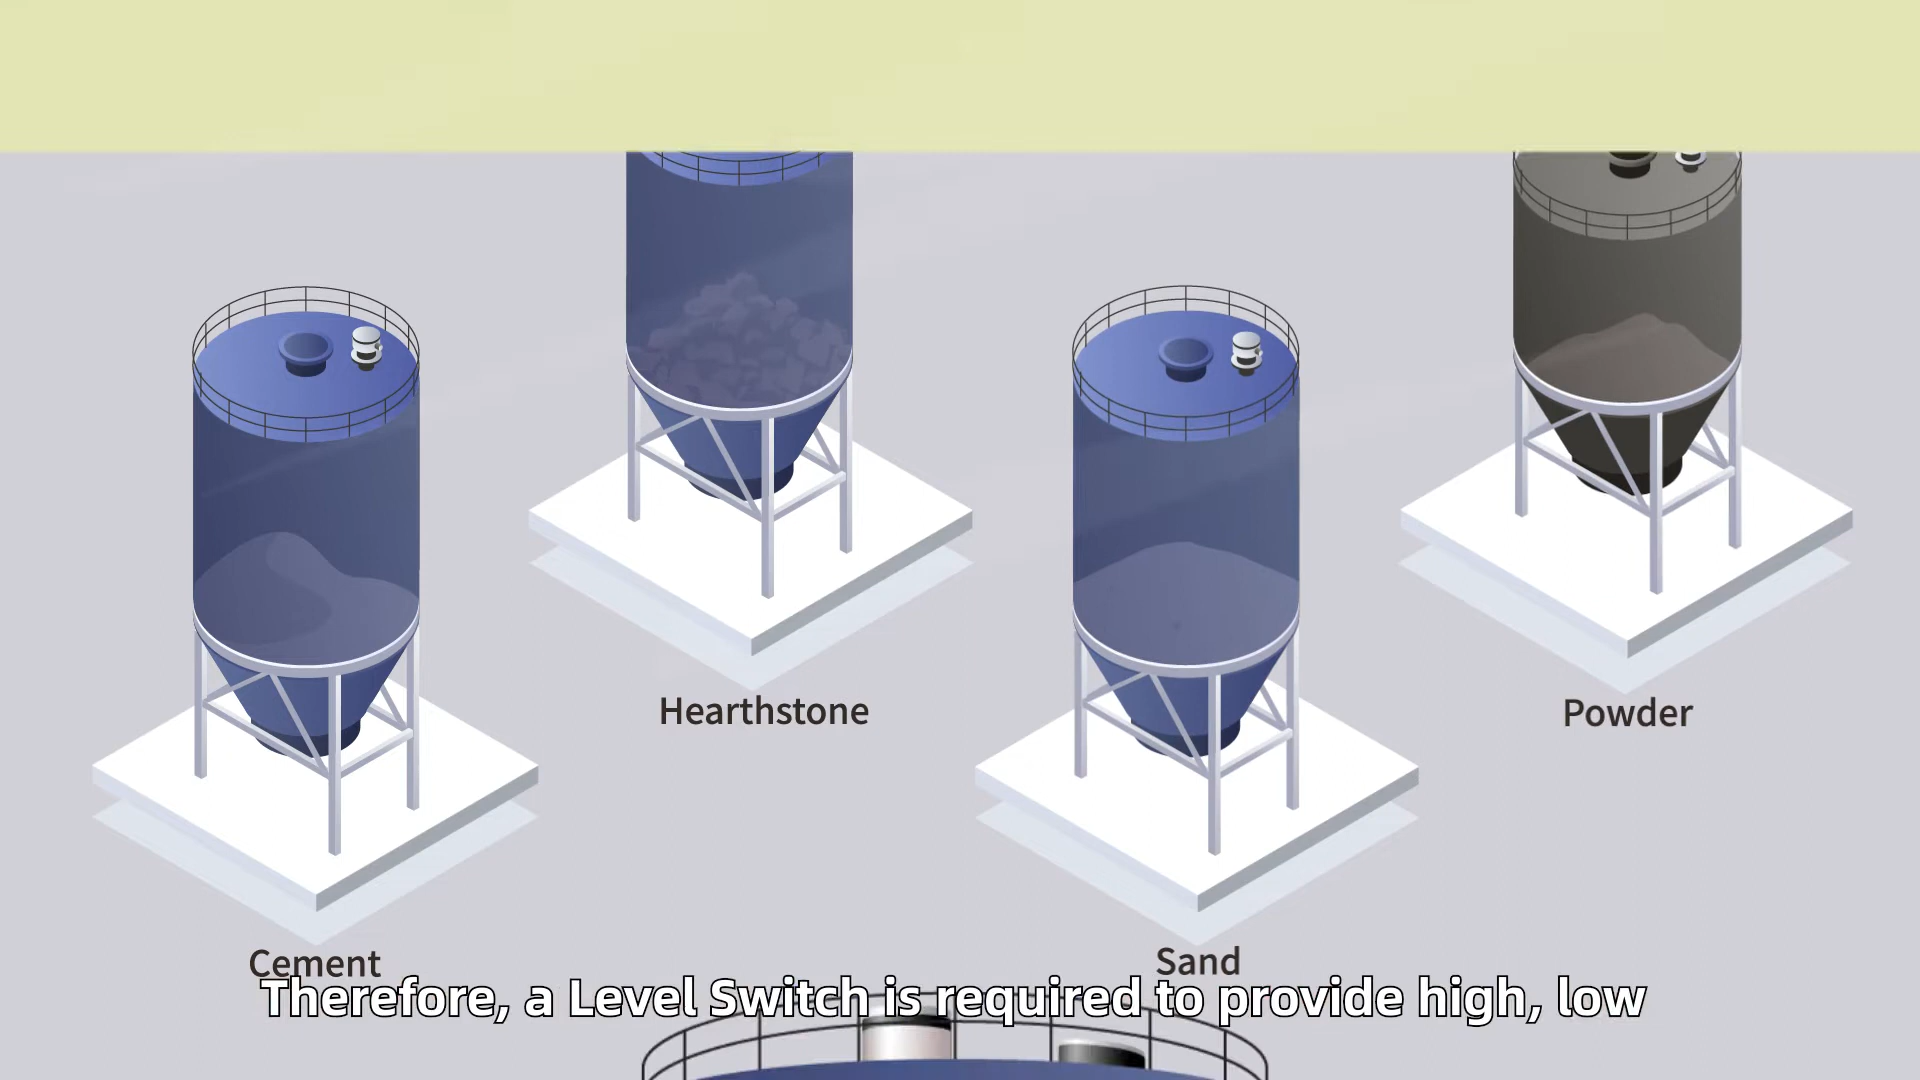 Hearthstone
Powder
Cement
Sand
Therefore, a Level Switch is required to provide high, low